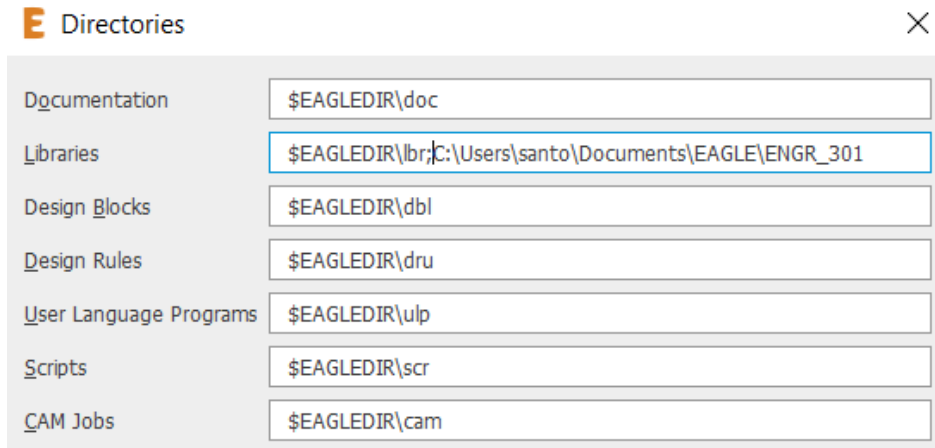 E Directories
Documentation $EAGLEDIR\doc
Libraries $EAGLEDIR\lbr;C:\Users\santo\Documents\EAGLE\ENGR_301
Design Blocks $EAGLEDIR\dbl
Design Rules $EAGLEDIR\dru
User Language Programs $EAGLEDIR\ulp
Scripts $EAGLEDIR\scr
CAM Jobs $EAGLEDIR\cam